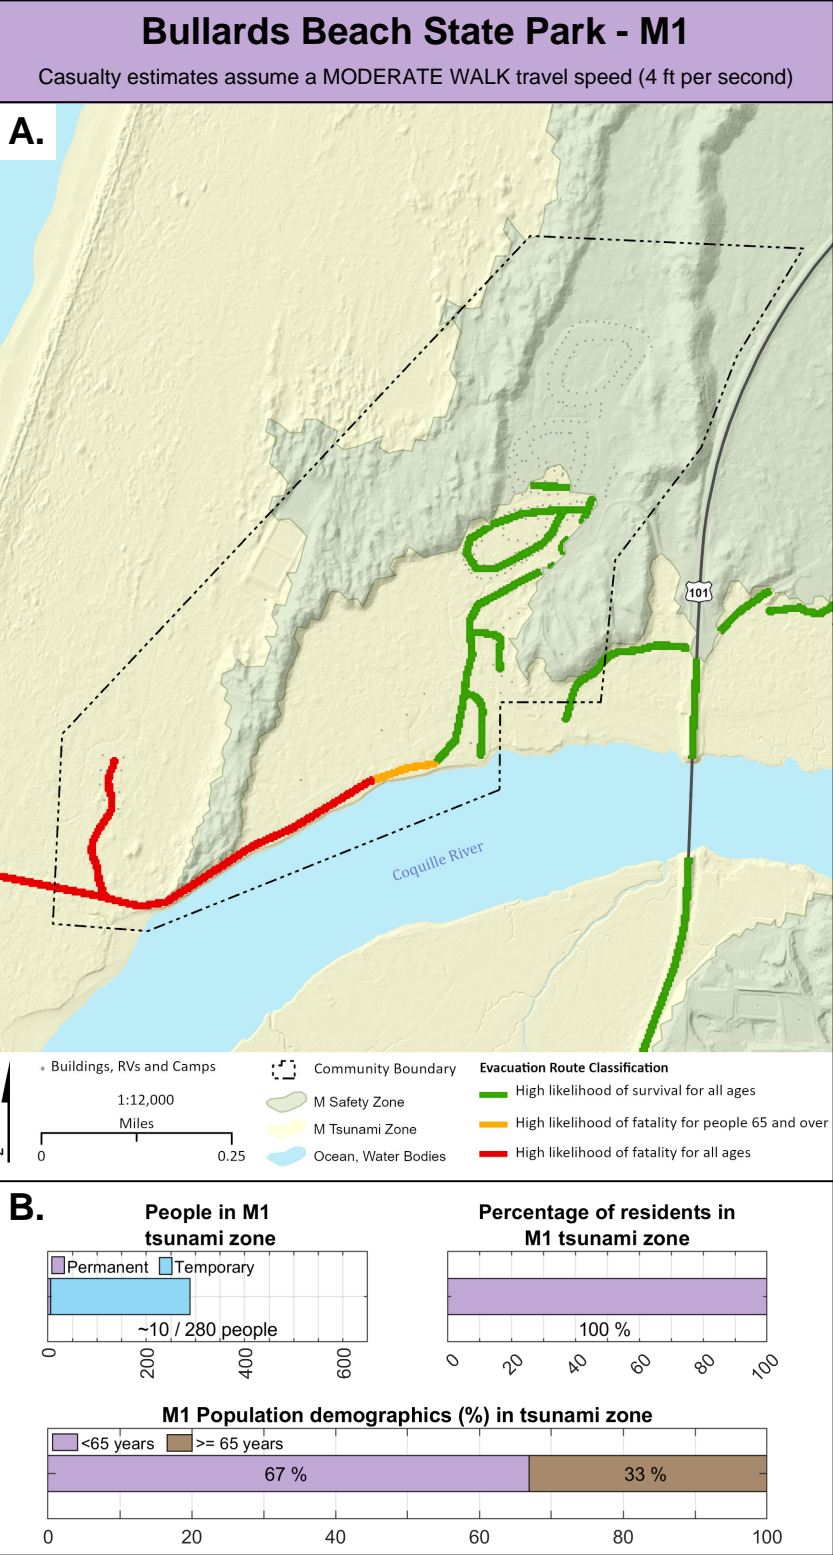 Bullards Beach State Park - M1
Casualty estimates assume a MODERATE WALK travel speed (4 ft per second)
A.
101
Coquille River
Buildings, RVs and Camps
1:12,000
Miles
0 0.25
Community Boundary
M Safety Zone
M Tsunami Zone
Ocean, Water Bodies
Evacuation Route Classification
High likelihood of survival for all ages
High likelihood of fatality for people 65 and over
High likelihood of fatality for all ages
B.
People in M1
tsunami zone
Permanent Temporary
~10 / 280 people
0 200 400 600
Percentage of residents in
M1 tsunami zone
100 %
0 20 40 60 80 100
M1 Population demographics (%) in tsunami zone
<65 years >= 65 years
67 % 33 %
0 20 40 60 80 100